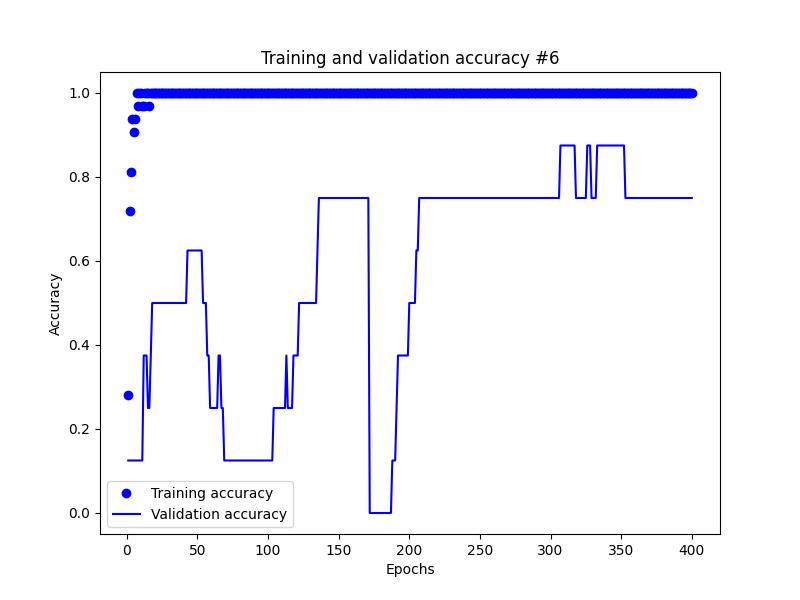 Training and validation accuracy #6
Accuracy
1.0
0.8
0.6
0.4
0.2
0.0
Training accuracy
Validation accuracy
0 50 100 150 200 250 300 350 400
Epochs